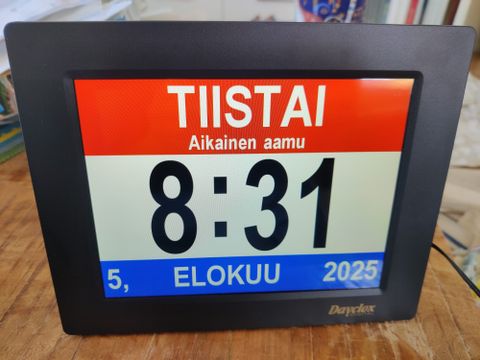 TIISTAI
Aikainen aamu
8:31
5, ELOKUU 2025
Dayclox